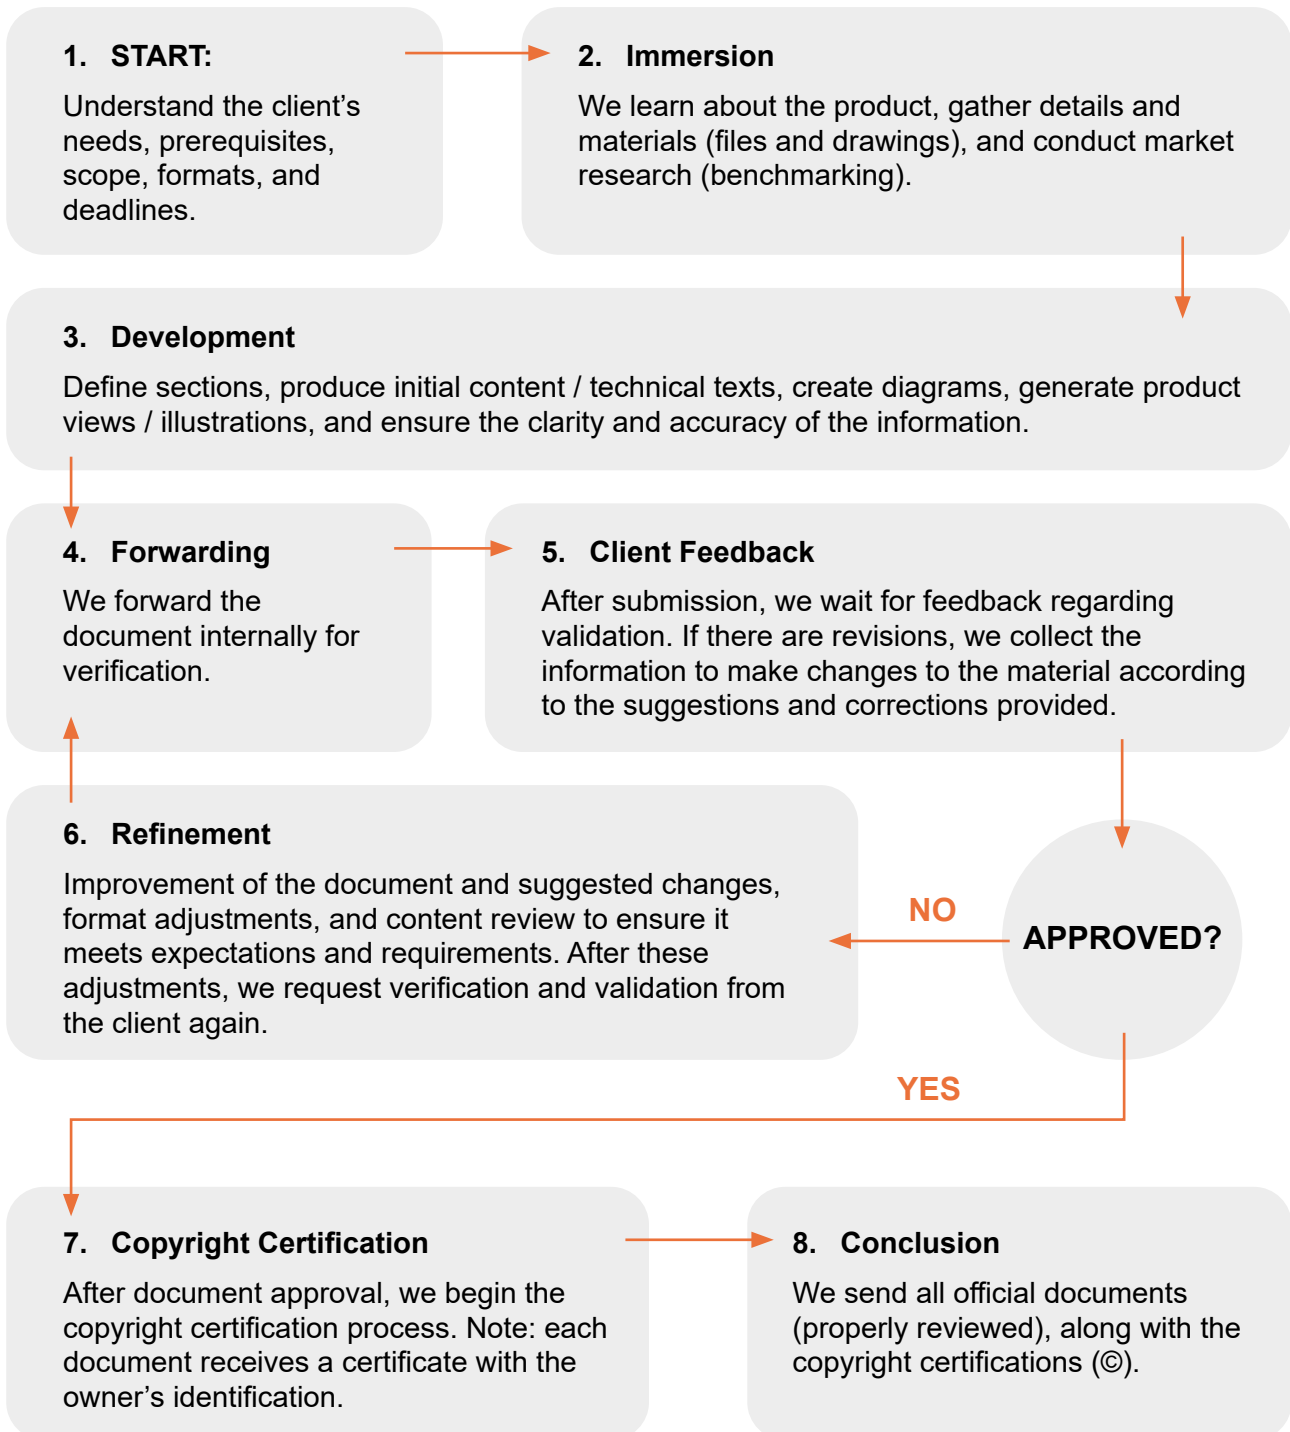 1. START:
Understand the client's
needs, prerequisites,
scope, formats, and
deadlines.
2. Immersion
We learn about the product, gather details and
materials (files and drawings), and conduct market
research (benchmarking).
3. Development
Define sections, produce initial content / technical texts, create diagrams, generate product
views / illustrations, and ensure the clarity and accuracy of the information.
4. Forwarding
We forward the
document internally for
verification.
5. Client Feedback
After submission, we wait for feedback regarding
validation. If there are revisions, we collect the
information to make changes to the material according
to the suggestions and corrections provided.
6. Refinement
Improvement of the document and suggested changes,
format adjustments, and content review to ensure it
meets expectations and requirements. After these
adjustments, we request verification and validation from
the client again.
NO
APPROVED?
YES
7. Copyright Certification
After document approval, we begin the
copyright certification process. Note: each
document receives a certificate with the
owner's identification.
8. Conclusion
We send all official documents
(properly reviewed), along with the
copyright certifications (©).